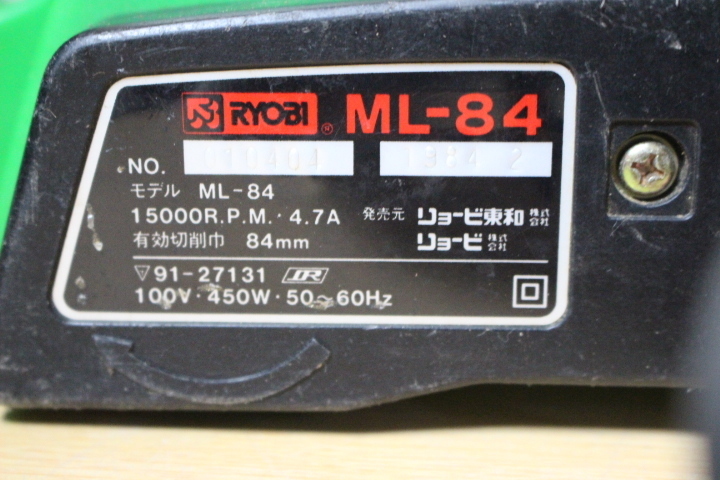 RYOBI® ML-84
NO. 1984 2
モデル ML-84
15000R.P.M.・4.7A 発売元 リョービ東和株式会社
有効切削巾 84mm リョービ株式会社
▽91-27131
100V・450W・50~60Hz